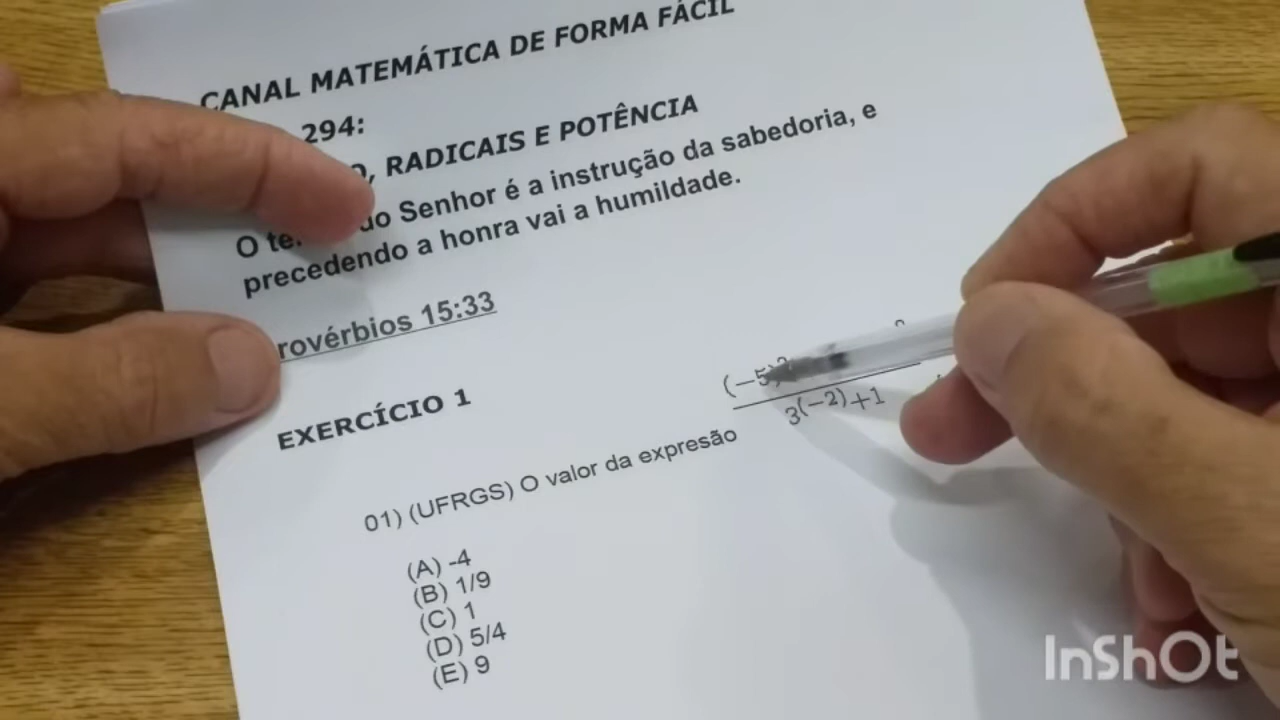 CANAL MATEMÁTICA DE FORMA FÁCIL
294:
, RADICAIS E POTÊNCIA
do Senhor é a instrução da sabedoria, e
precedendo a honra vai a humildade.
rovérbios 15:33
EXERCÍCIO 1
(−5)
3(−2)+1
01) (UFRGS) O valor da expresão
(A) -4
(B) 1/9
(C) 1
(D) 5/4
(E) 9
InShOt